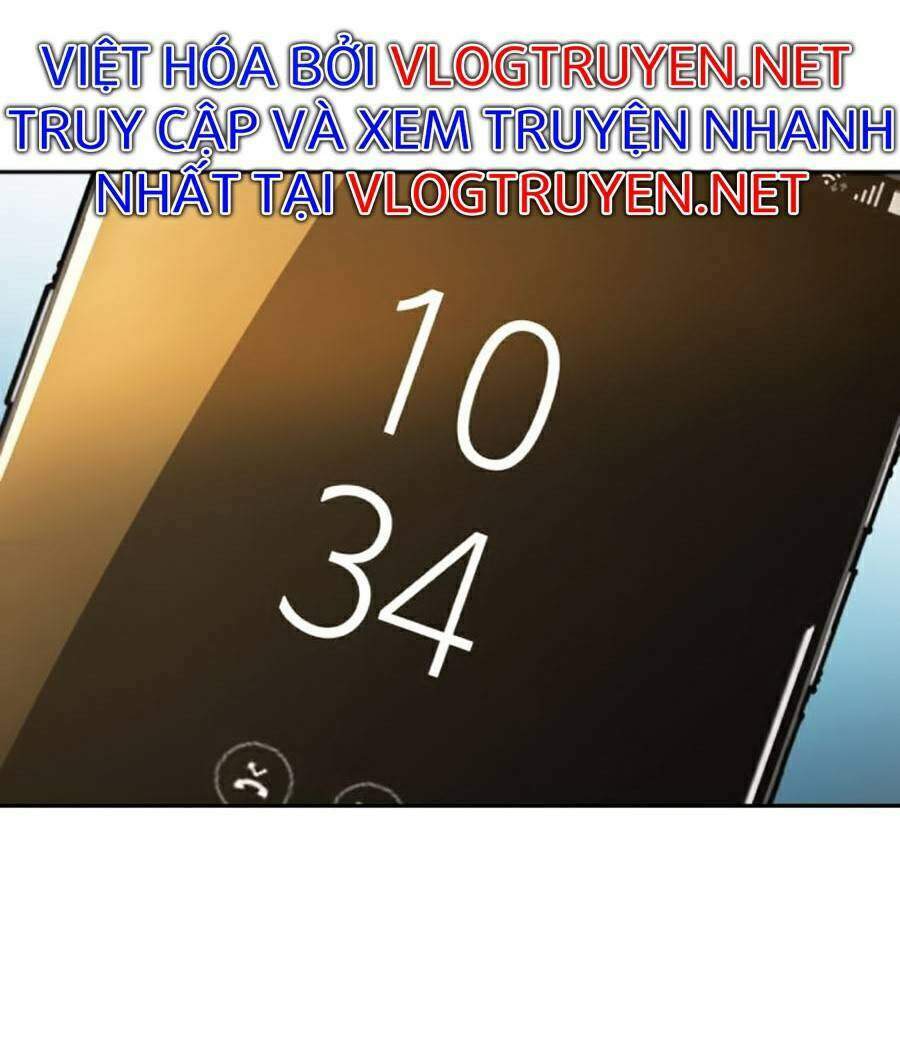 VIỆT HÓA BỞI VLOGTRUYEN.NET
TRUY CẬP VÀ XEM TRUYỆN NHANH
NHẤT TẠI VLOGTRUYEN.NET
10
34